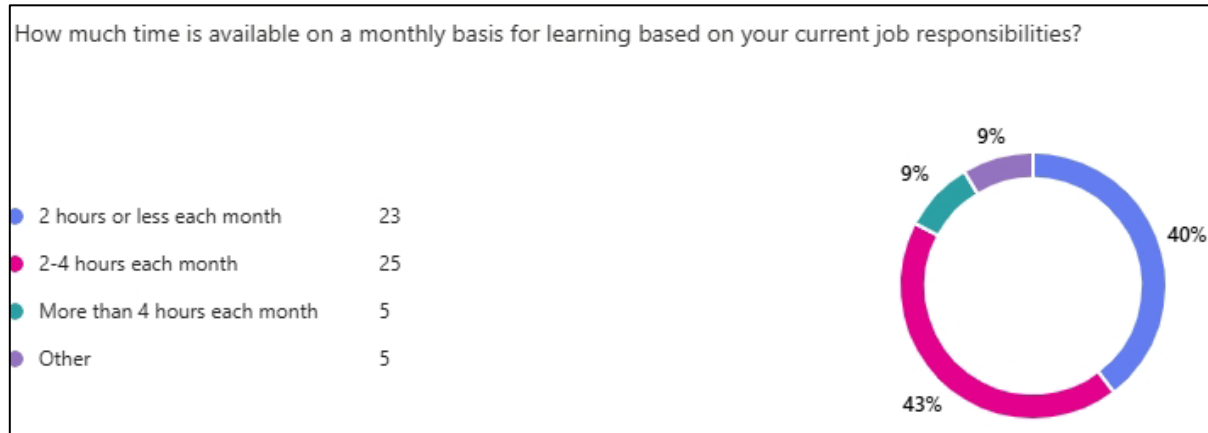 How much time is available on a monthly basis for learning based on your current job responsibilities?
2 hours or less each month 23
2-4 hours each month 25
More than 4 hours each month 5
Other 5
9%
9%
40%
43%